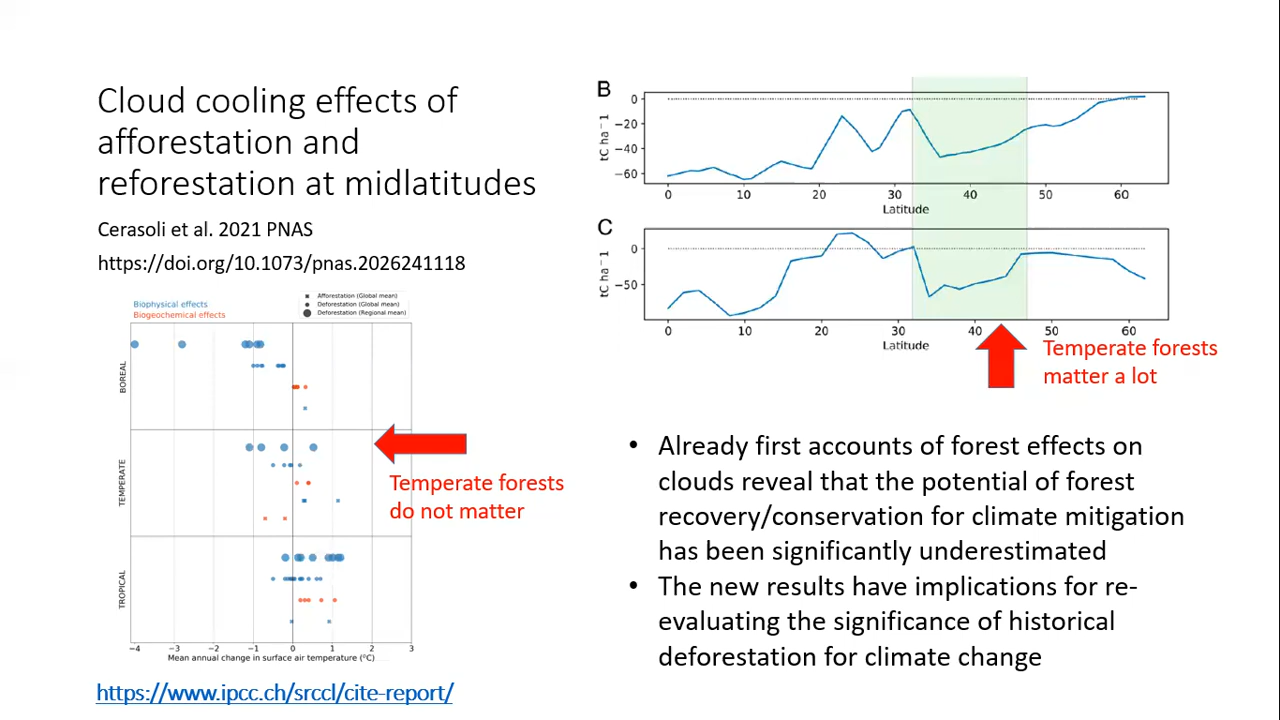 Cloud cooling effects of
afforestation and
reforestation at midlatitudes
Cerasoli et al. 2021 PNAS
https://doi.org/10.1073/pnas.2026241118
Biophysical effects
Biogeochemical effects
Afforestation (Global mean)
Deforestation (Global mean)
Deforestation (Regional mean)
BOREAL
TEMPERATE
TROPICAL
−4 −3 −2 −1 0 1 2 3
Mean annual change in surface air temperature (⁰C)
Temperate forests
do not matter
https://www.ipcc.ch/srccl/cite-report/
B
tC ha⁻¹
0
−20
−40
−60
0 10 20 30 40 50 60
Latitude
C
tC ha⁻¹
0
−50
0 10 20 30 40 50 60
Latitude
Temperate forests
matter a lot
• Already first accounts of forest effects on
clouds reveal that the potential of forest
recovery/conservation for climate mitigation
has been significantly underestimated
• The new results have implications for re-
evaluating the significance of historical
deforestation for climate change